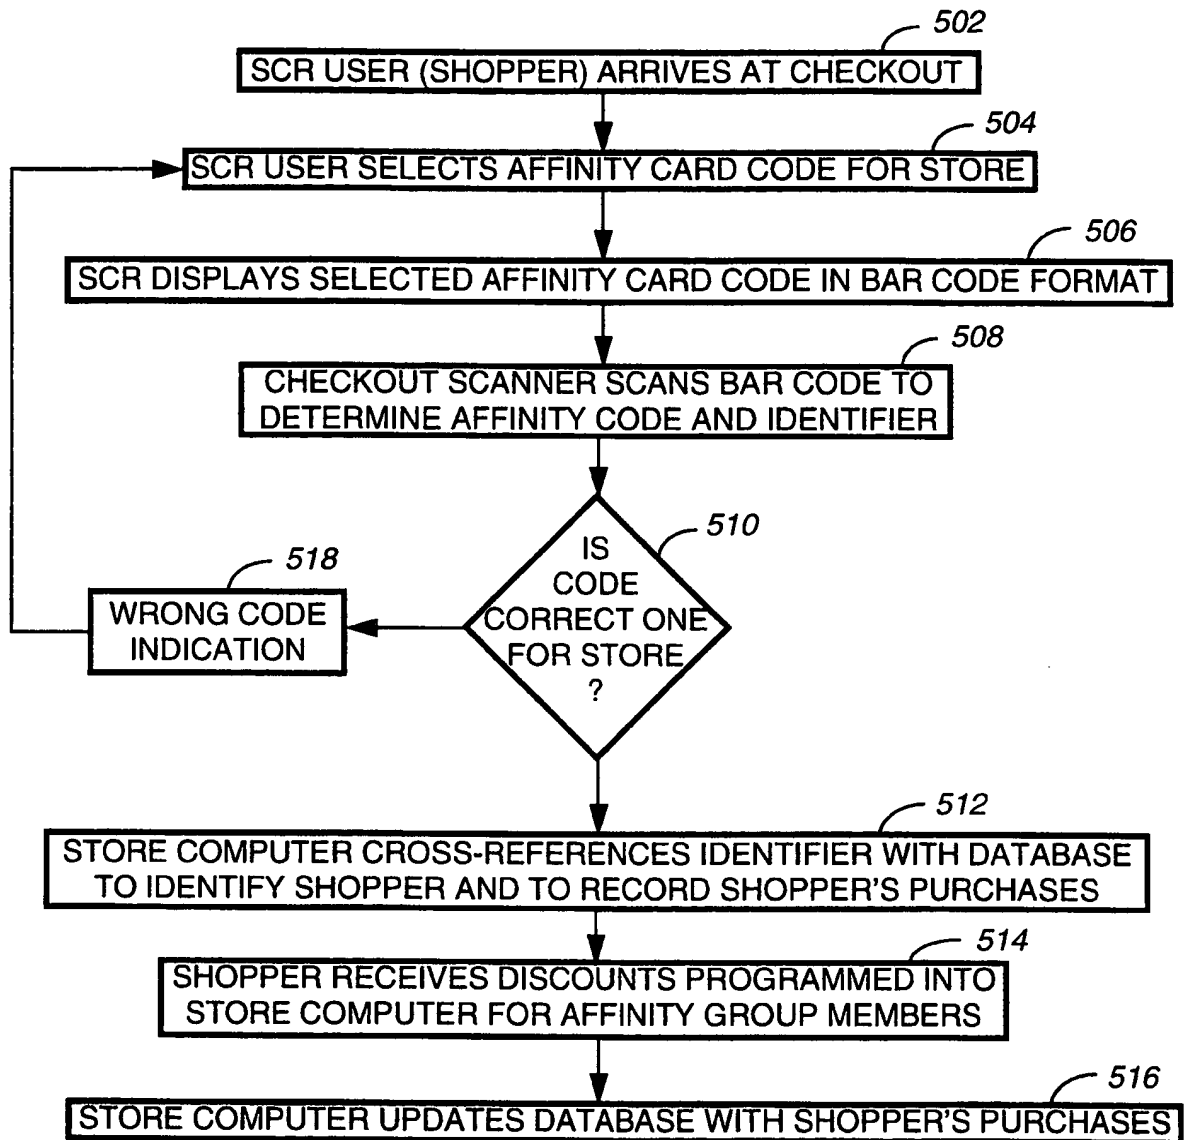 502
SCR USER (SHOPPER) ARRIVES AT CHECKOUT
504
SCR USER SELECTS AFFINITY CARD CODE FOR STORE
506
SCR DISPLAYS SELECTED AFFINITY CARD CODE IN BAR CODE FORMAT
508
CHECKOUT SCANNER SCANS BAR CODE TO
DETERMINE AFFINITY CODE AND IDENTIFIER
510
IS
CODE
CORRECT ONE
FOR STORE
?
518
WRONG CODE
INDICATION
512
STORE COMPUTER CROSS-REFERENCES IDENTIFIER WITH DATABASE
TO IDENTIFY SHOPPER AND TO RECORD SHOPPER'S PURCHASES
514
SHOPPER RECEIVES DISCOUNTS PROGRAMMED INTO
STORE COMPUTER FOR AFFINITY GROUP MEMBERS
516
STORE COMPUTER UPDATES DATABASE WITH SHOPPER'S PURCHASES